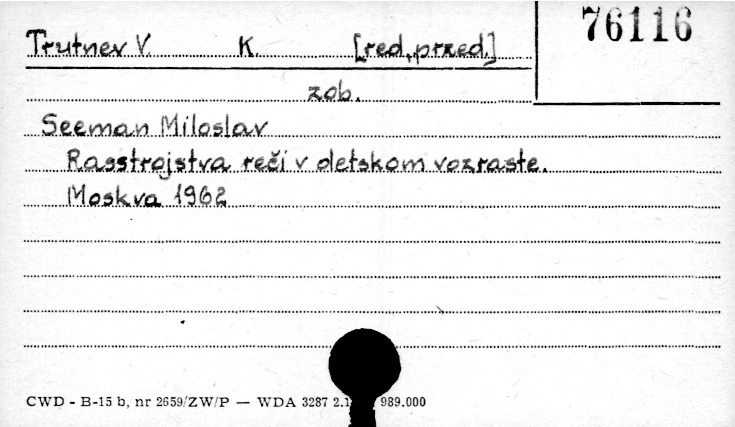 76116
Trutnev V. K. [red., przed.]
zob.
Seeman Miloslav
Rasstrojstva reči v detskom vozraste.
Moskva 1962
CWD - B-15 b, nr 2659/ZW/P — WDA 3287 2.1 989.000